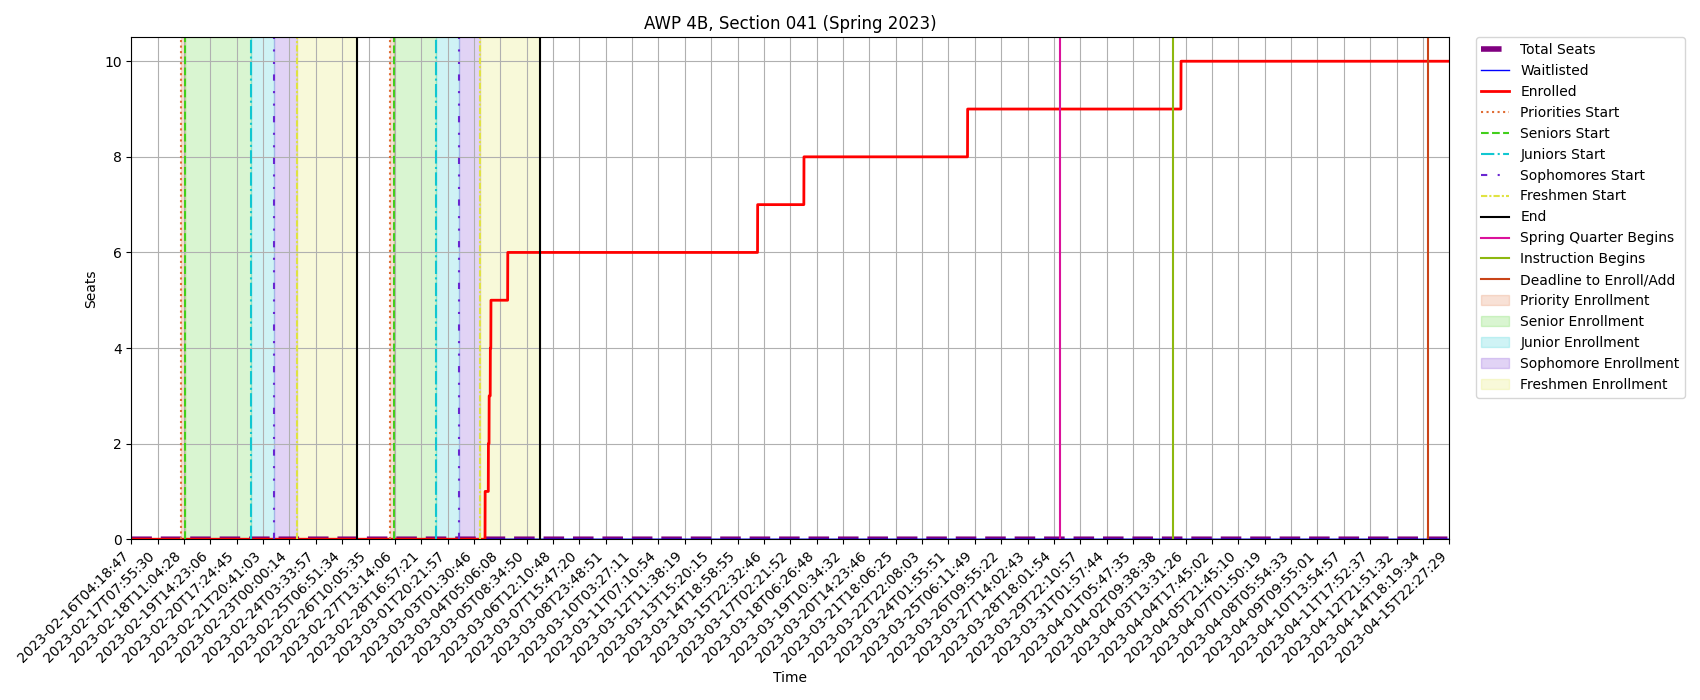 AWP 4B, Section 041 (Spring 2023)
10
8
6
4
2
0
Seats
2023-02-16T04:18:47
2023-02-17T07:55:30
2023-02-18T11:04:28
2023-02-19T14:23:06
2023-02-20T17:24:45
2023-02-21T20:41:03
2023-02-23T00:00:14
2023-02-24T03:33:57
2023-02-25T06:51:34
2023-02-26T10:05:35
2023-02-27T13:14:06
2023-02-28T16:57:21
2023-03-01T20:21:57
2023-03-03T01:30:46
2023-03-04T05:06:08
2023-03-05T08:34:50
2023-03-06T12:10:48
2023-03-07T15:47:20
2023-03-08T23:48:51
2023-03-10T03:27:11
2023-03-11T07:10:54
2023-03-12T11:38:19
2023-03-13T15:20:15
2023-03-14T18:58:55
2023-03-15T22:32:46
2023-03-17T02:21:52
2023-03-18T06:26:48
2023-03-19T10:34:32
2023-03-20T14:23:46
2023-03-21T18:06:25
2023-03-22T22:08:03
2023-03-24T01:55:51
2023-03-25T06:11:49
2023-03-26T09:55:22
2023-03-27T14:02:43
2023-03-28T18:01:54
2023-03-29T22:10:57
2023-03-31T01:57:44
2023-04-01T05:47:35
2023-04-02T09:38:38
2023-04-03T13:31:26
2023-04-04T17:45:02
2023-04-05T21:45:10
2023-04-07T01:50:19
2023-04-08T05:54:33
2023-04-09T09:55:01
2023-04-10T13:54:57
2023-04-11T17:52:37
2023-04-12T21:51:32
2023-04-14T18:19:34
2023-04-15T22:27:29
Time
Total Seats
Waitlisted
Enrolled
Priorities Start
Seniors Start
Juniors Start
Sophomores Start
Freshmen Start
End
Spring Quarter Begins
Instruction Begins
Deadline to Enroll/Add
Priority Enrollment
Senior Enrollment
Junior Enrollment
Sophomore Enrollment
Freshmen Enrollment